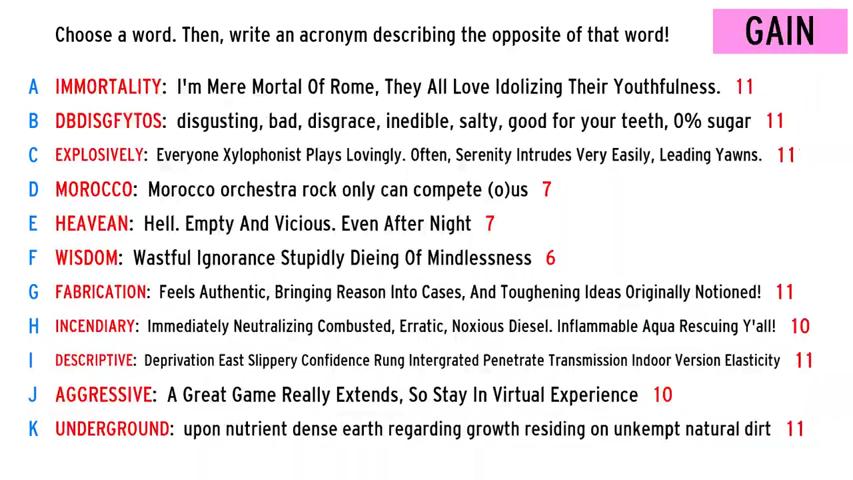 Choose a word. Then, write an acronym describing the opposite of that word!
GAIN
A IMMORTALITY: I'm Mere Mortal Of Rome, They All Love Idolizing Their Youthfulness. 11
B DBDISGFYTOS: disgusting, bad, disgrace, inedible, salty, good for your teeth, 0% sugar 11
C EXPLOSIVELY: Everyone Xylophonist Plays Lovingly. Often, Serenity Intrudes Very Easily, Leading Yawns. 11
D MOROCCO: Morocco orchestra rock only can compete (o)us 7
E HEAVEAN: Hell. Empty And Vicious. Even After Night 7
F WISDOM: Wastful Ignorance Stupidly Dieing Of Mindlessness 6
G FABRICATION: Feels Authentic, Bringing Reason Into Cases, And Toughening Ideas Originally Notioned! 11
H INCENDIARY: Immediately Neutralizing Combusted, Erratic, Noxious Diesel. Inflammable Aqua Rescuing Y'all! 10
I DESCRIPTIVE: Deprivation East Slippery Confidence Rung Intergrated Penetrate Transmission Indoor Version Elasticity 11
J AGGRESSIVE: A Great Game Really Extends, So Stay In Virtual Experience 10
K UNDERGROUND: upon nutrient dense earth regarding growth residing on unkempt natural dirt 11